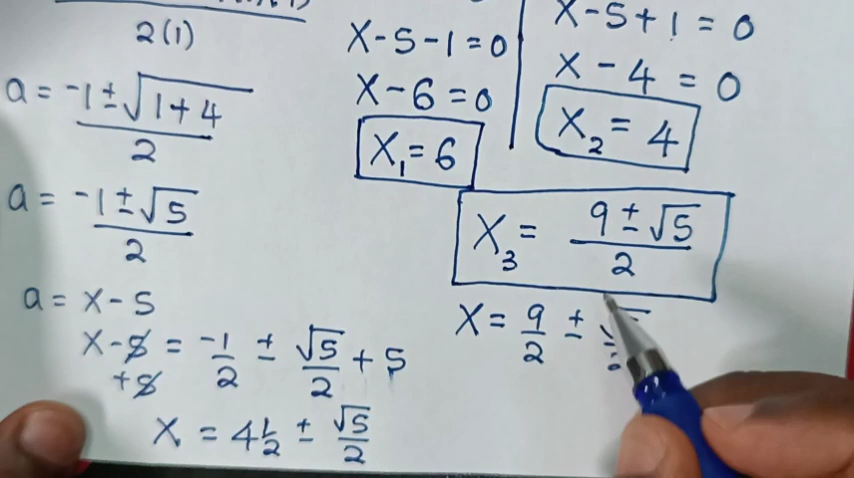 2(1)
a = -1 ± √1+4
2
a = -1 ± √5
2
a = x - 5
x - 5 = -1/2 ± √5/2 + 5
+5
x = 4 1/2 ± √5/2
x - 5 - 1 = 0
x - 6 = 0
x₁ = 6
x - 5 + 1 = 0
x - 4 = 0
x₂ = 4
x₃ = 9 ± √5
2
x = 9/2 ±